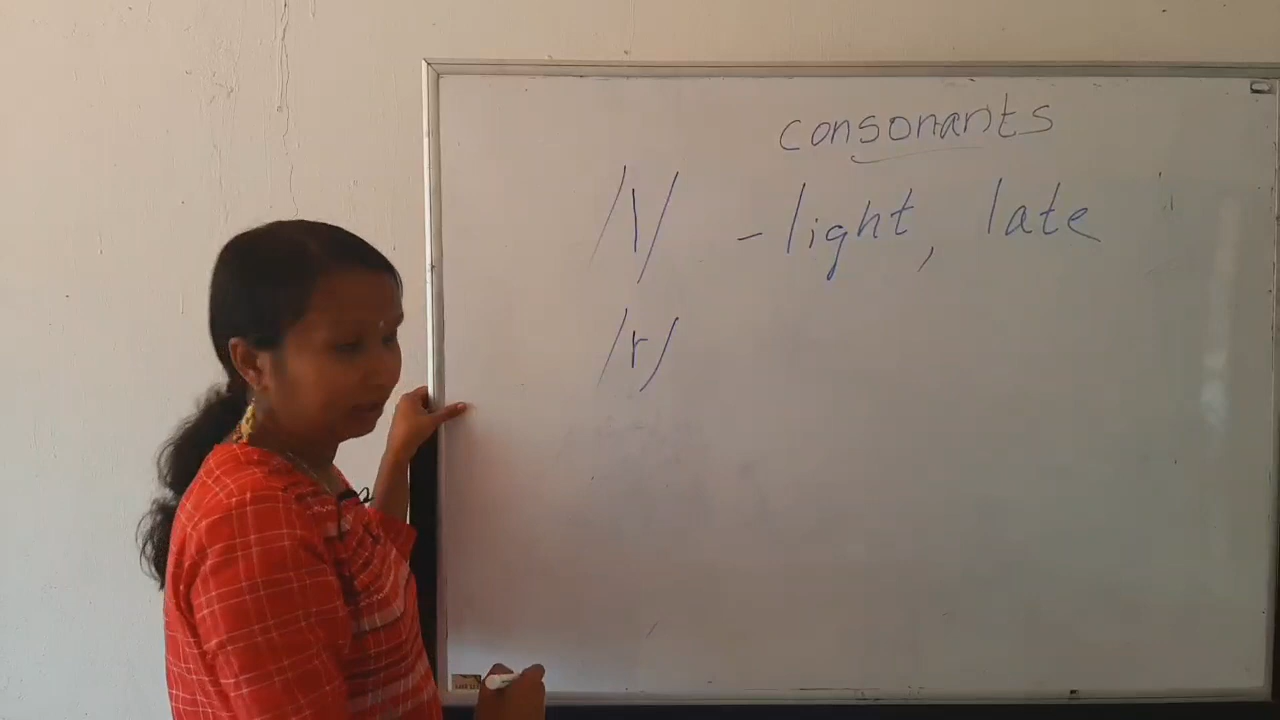 consonants
/l/ - light, late
/r/